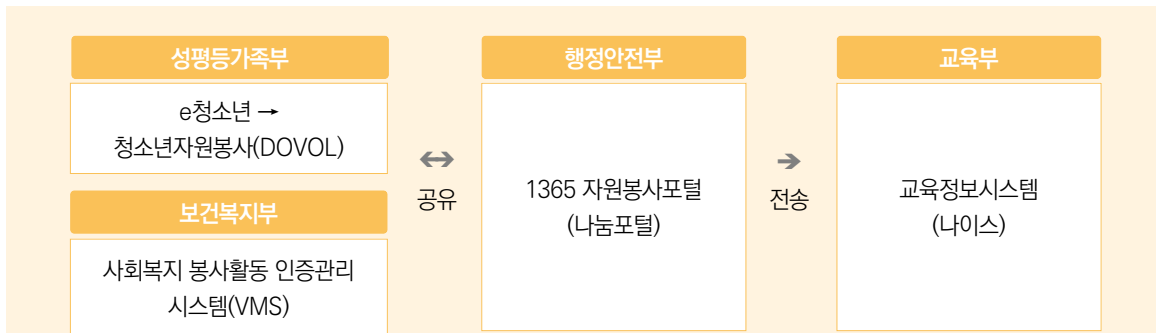 성평등가족부
e청소년 →
청소년자원봉사(DOVOL)
보건복지부
사회복지 봉사활동 인증관리
시스템(VMS)
↔
공유
행정안전부
1365 자원봉사포털
(나눔포털)
→
전송
교육부
교육정보시스템
(나이스)